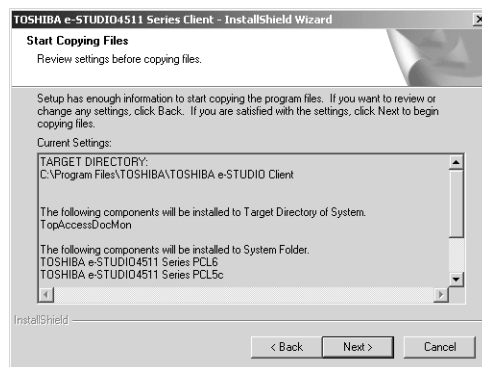 TOSHIBA e-STUDIO4511 Series Client - InstallShield Wizard
Start Copying Files
Review settings before copying files.
Setup has enough information to start copying the program files. If you want to review or
change any settings, click Back. If you are satisfied with the settings, click Next to begin
copying files.
Current Settings:
TARGET DIRECTORY:
C:\Program Files\TOSHIBA\TOSHIBA e-STUDIO Client
The following components will be installed to Target Directory of System.
TopAccessDocMon
The following components will be installed to System Folder.
TOSHIBA e-STUDIO4511 Series PCL6
TOSHIBA e-STUDIO4511 Series PCL5c
InstallShield
< Back Next > Cancel